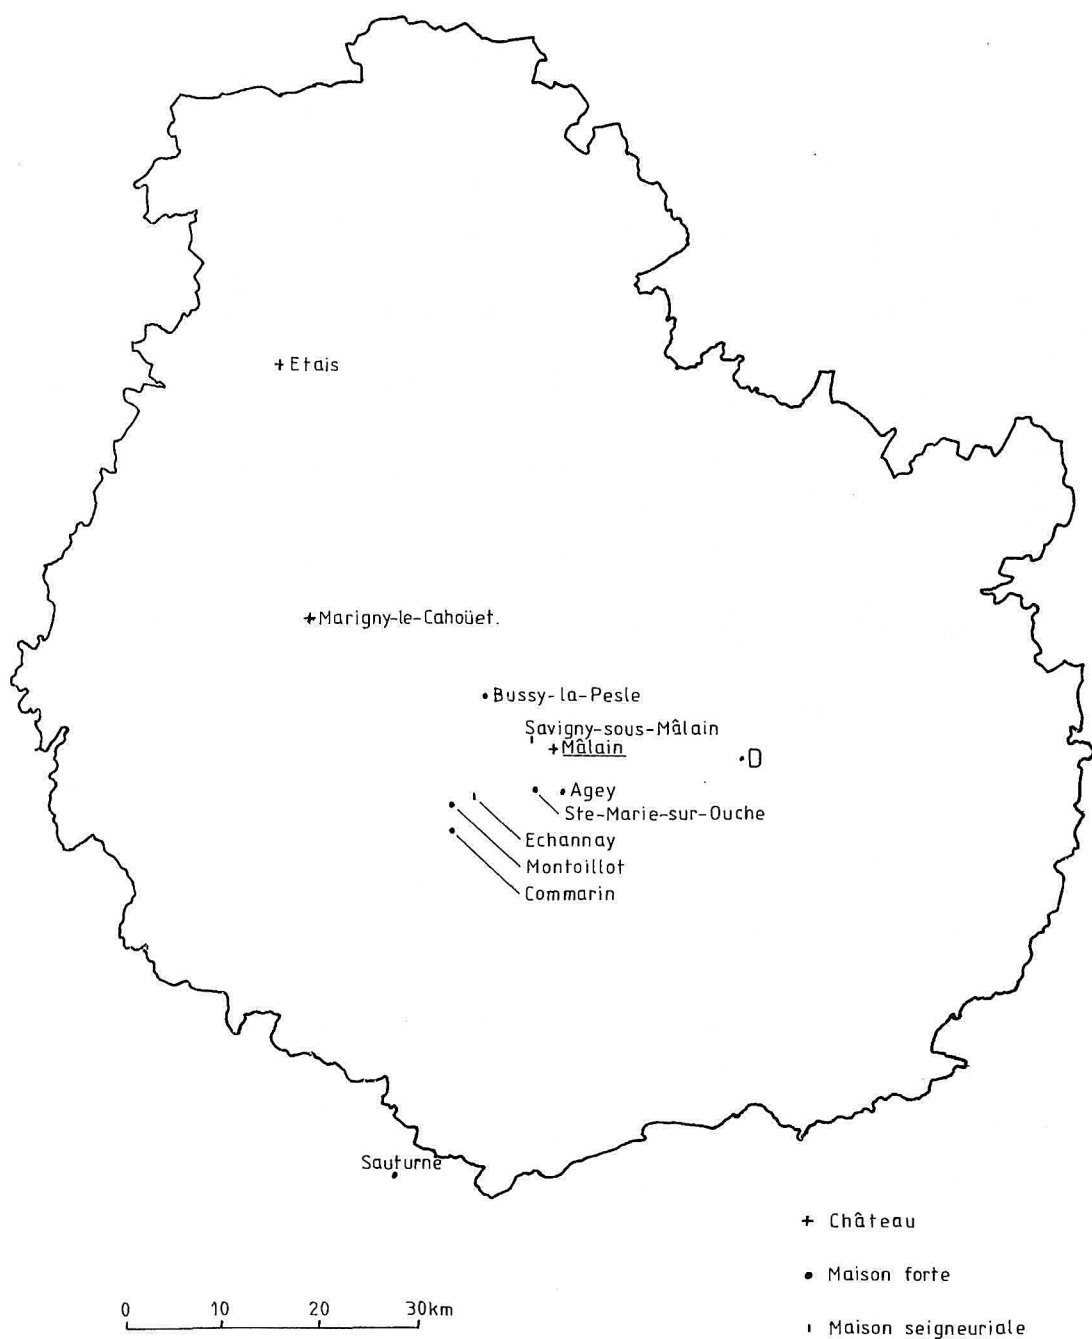 + Etais
+ Marigny-le-Cahoüet.
• Bussy-la-Pesle
Savigny-sous-Mâlain
+ Mâlain
• D
• Agey
Ste-Marie-sur-Ouche
Echannay
Montoillot
Commarin
Sauturne
+ Château
• Maison forte
ı Maison seigneuriale
0 10 20 30km